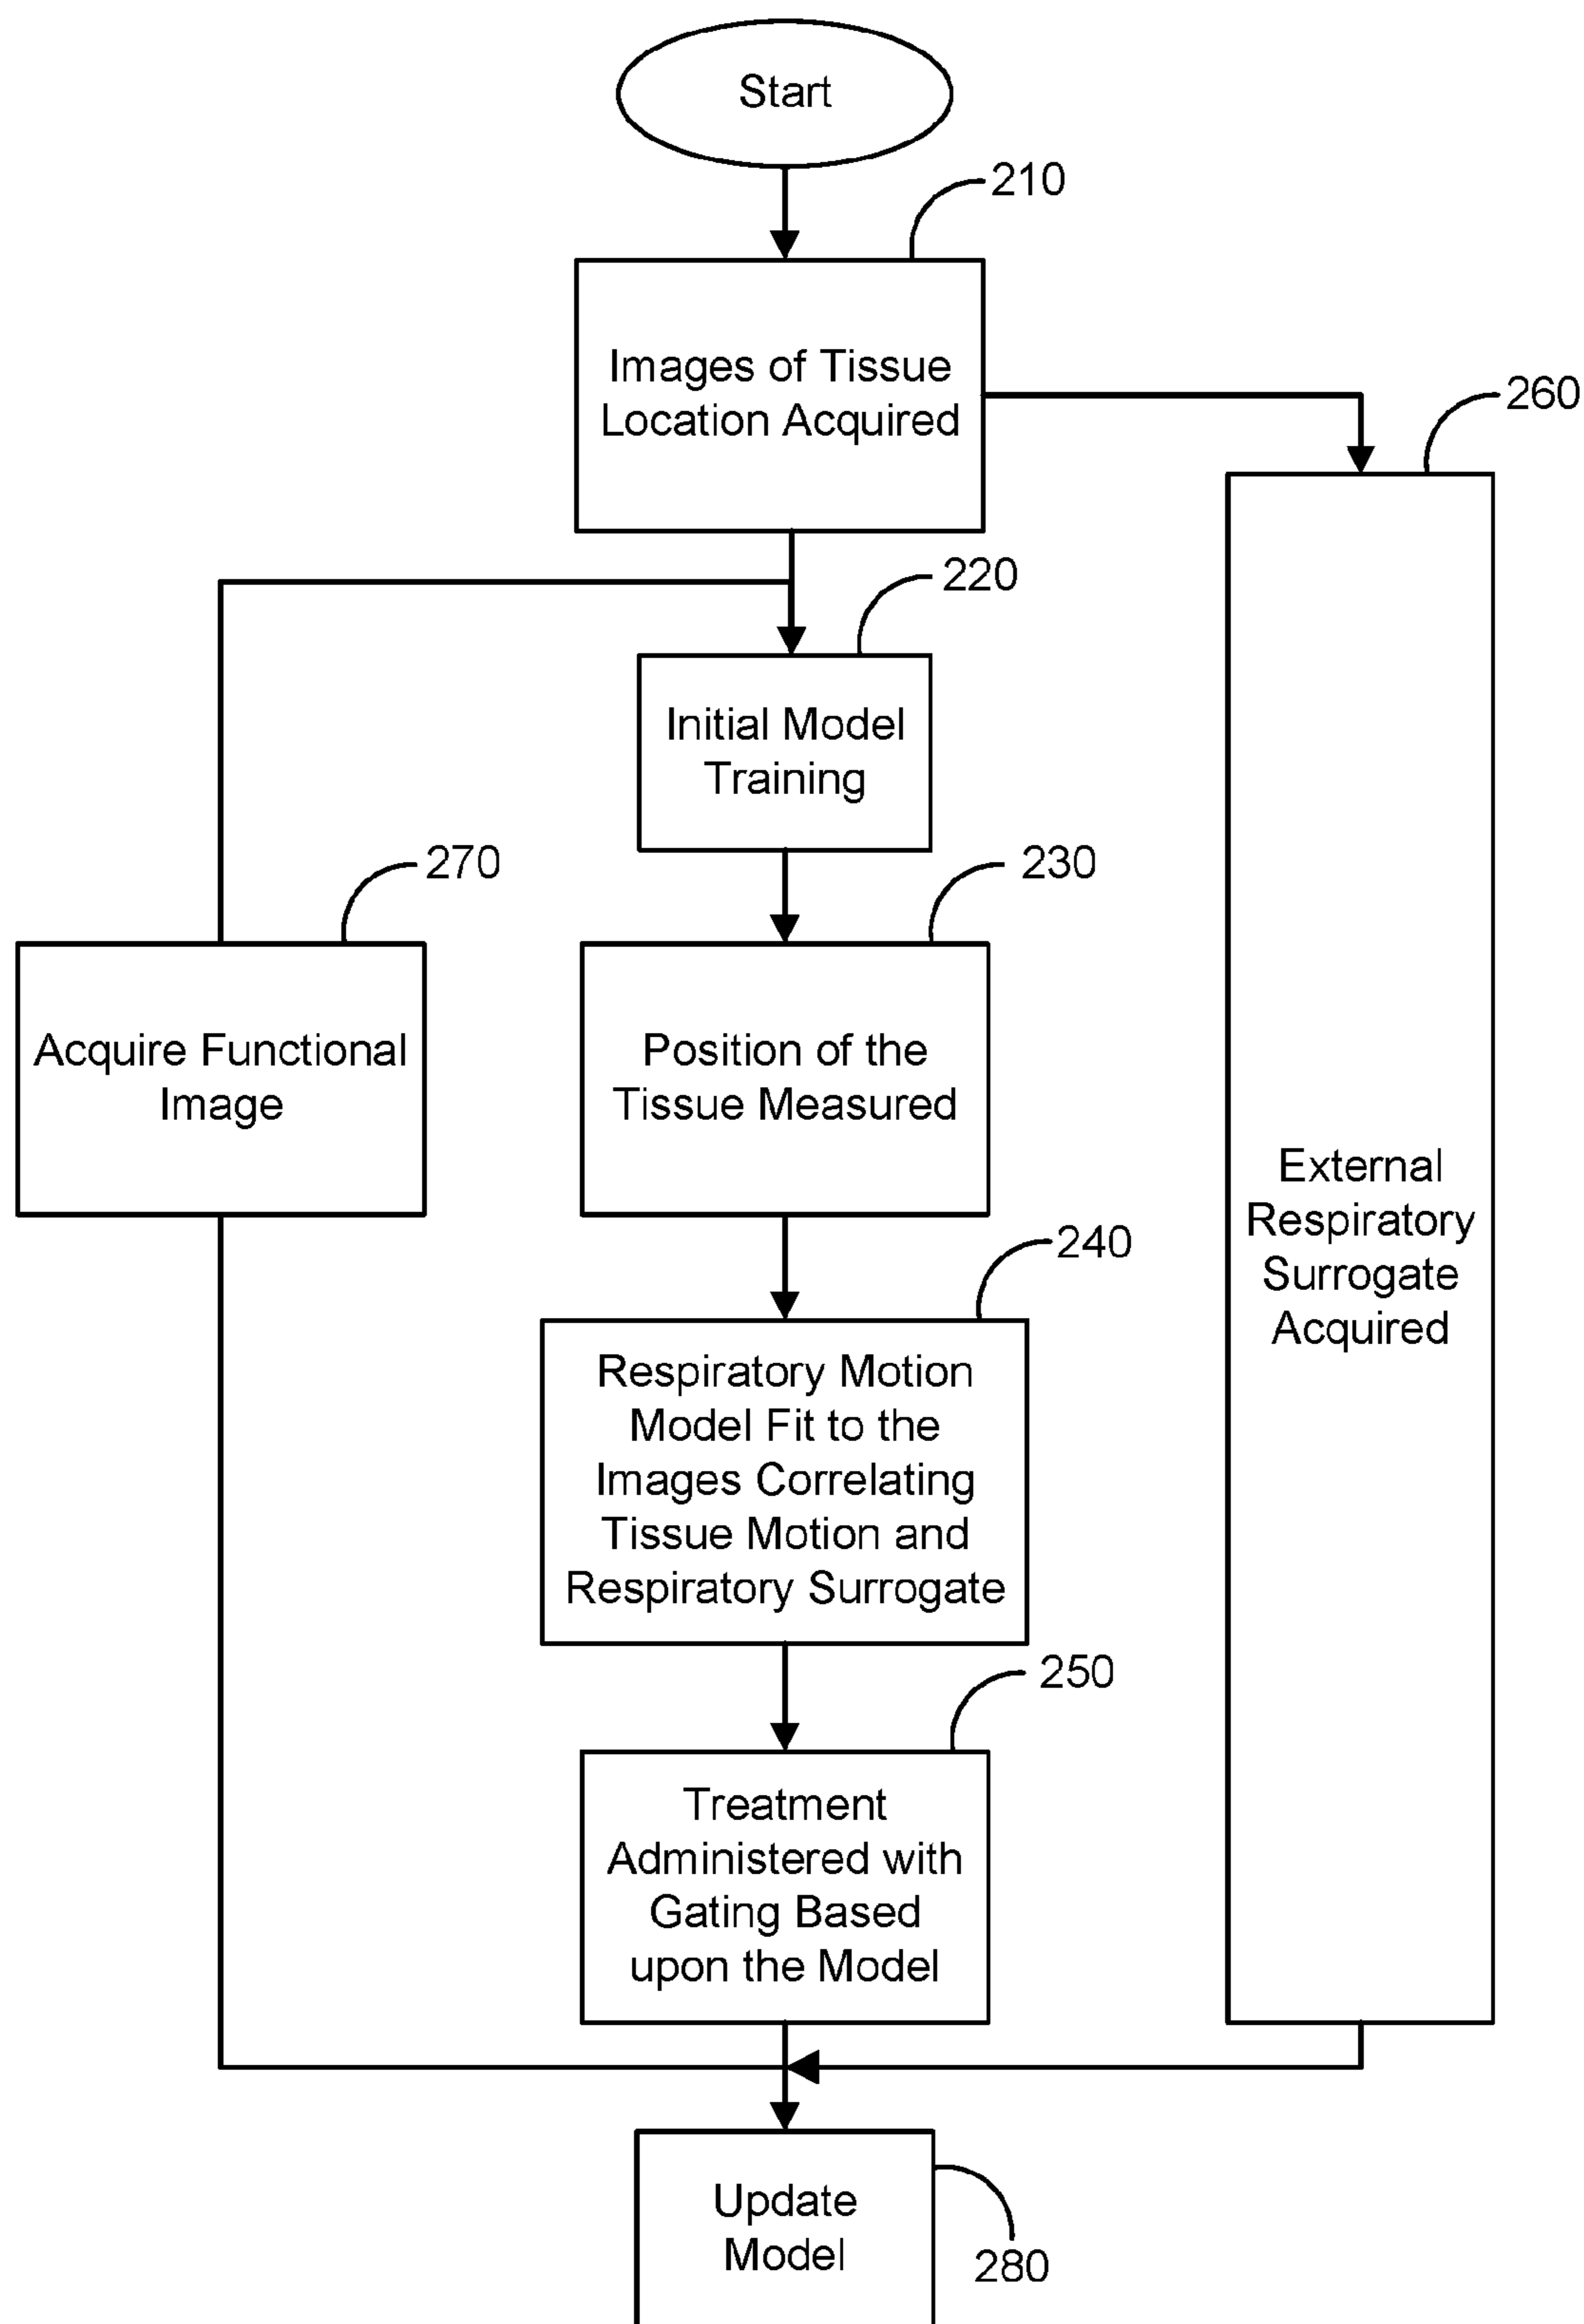 Start
210
Images of Tissue
Location Acquired
260
220
Initial Model
Training
270
230
Acquire Functional
Image
Position of the
Tissue Measured
External
Respiratory
Surrogate
Acquired
240
Respiratory Motion
Model Fit to the
Images Correlating
Tissue Motion and
Respiratory Surrogate
250
Treatment
Administered with
Gating Based
upon the Model
Update
Model
280